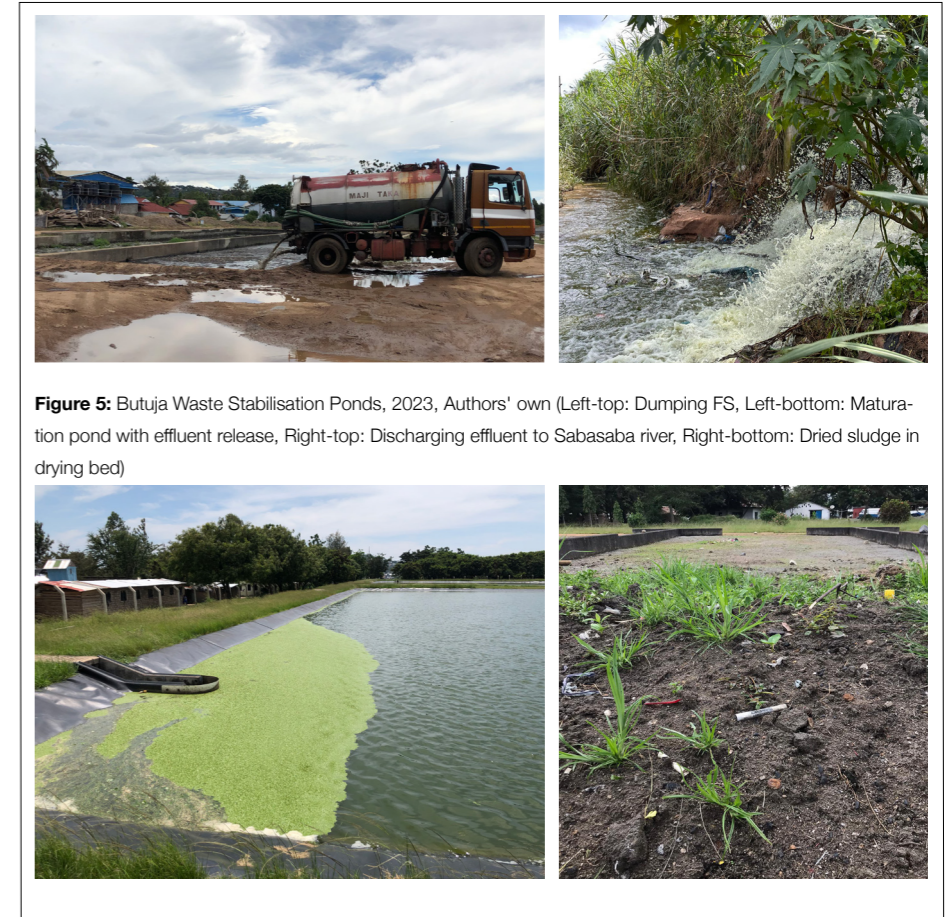 MAJI TAKA
Figure 5: Butuja Waste Stabilisation Ponds, 2023, Authors' own (Left-top: Dumping FS, Left-bottom: Matura-
tion pond with effluent release, Right-top: Discharging effluent to Sabasaba river, Right-bottom: Dried sludge in
drying bed)